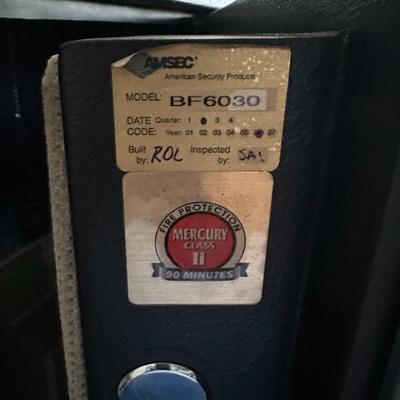 AMSEC®
American Security Products
MODEL: BF6030
DATE Quarter: 1 3 4
CODE: Year: 01 02 03 04 05 07
Built by: ROL Inspected by: SAI
FIRE PROTECTION
MERCURY
CLASS
II
90 MINUTES